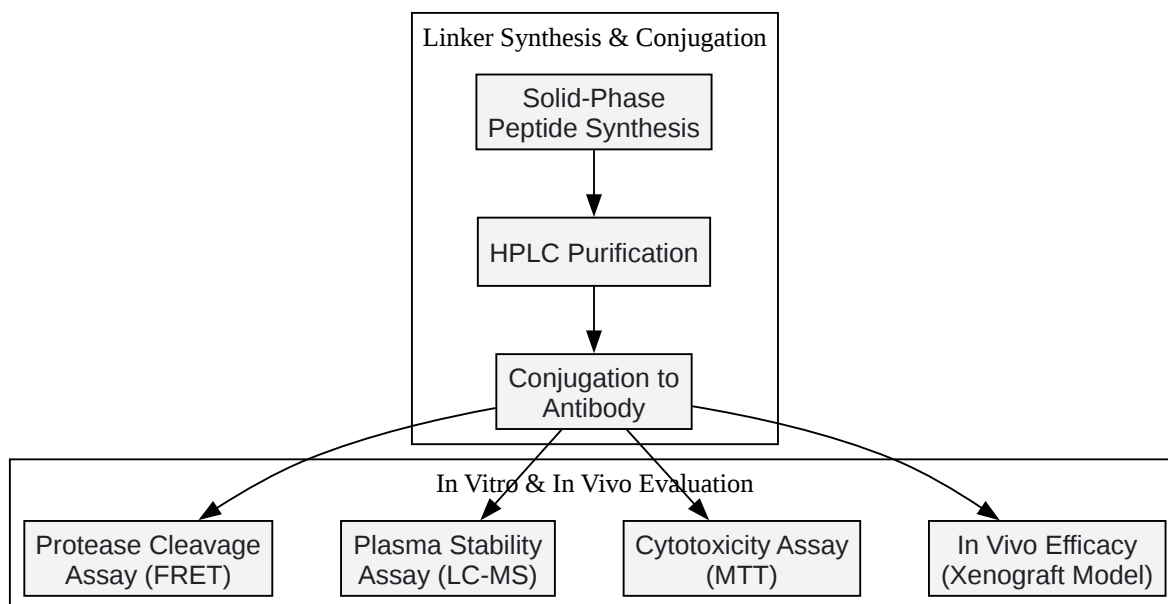 Linker Synthesis & Conjugation
Solid-Phase
Peptide Synthesis
HPLC Purification
Conjugation to
Antibody
In Vitro & In Vivo Evaluation
Protease Cleavage
Assay (FRET)
Plasma Stability
Assay (LC-MS)
Cytotoxicity Assay
(MTT)
In Vivo Efficacy
(Xenograft Model)